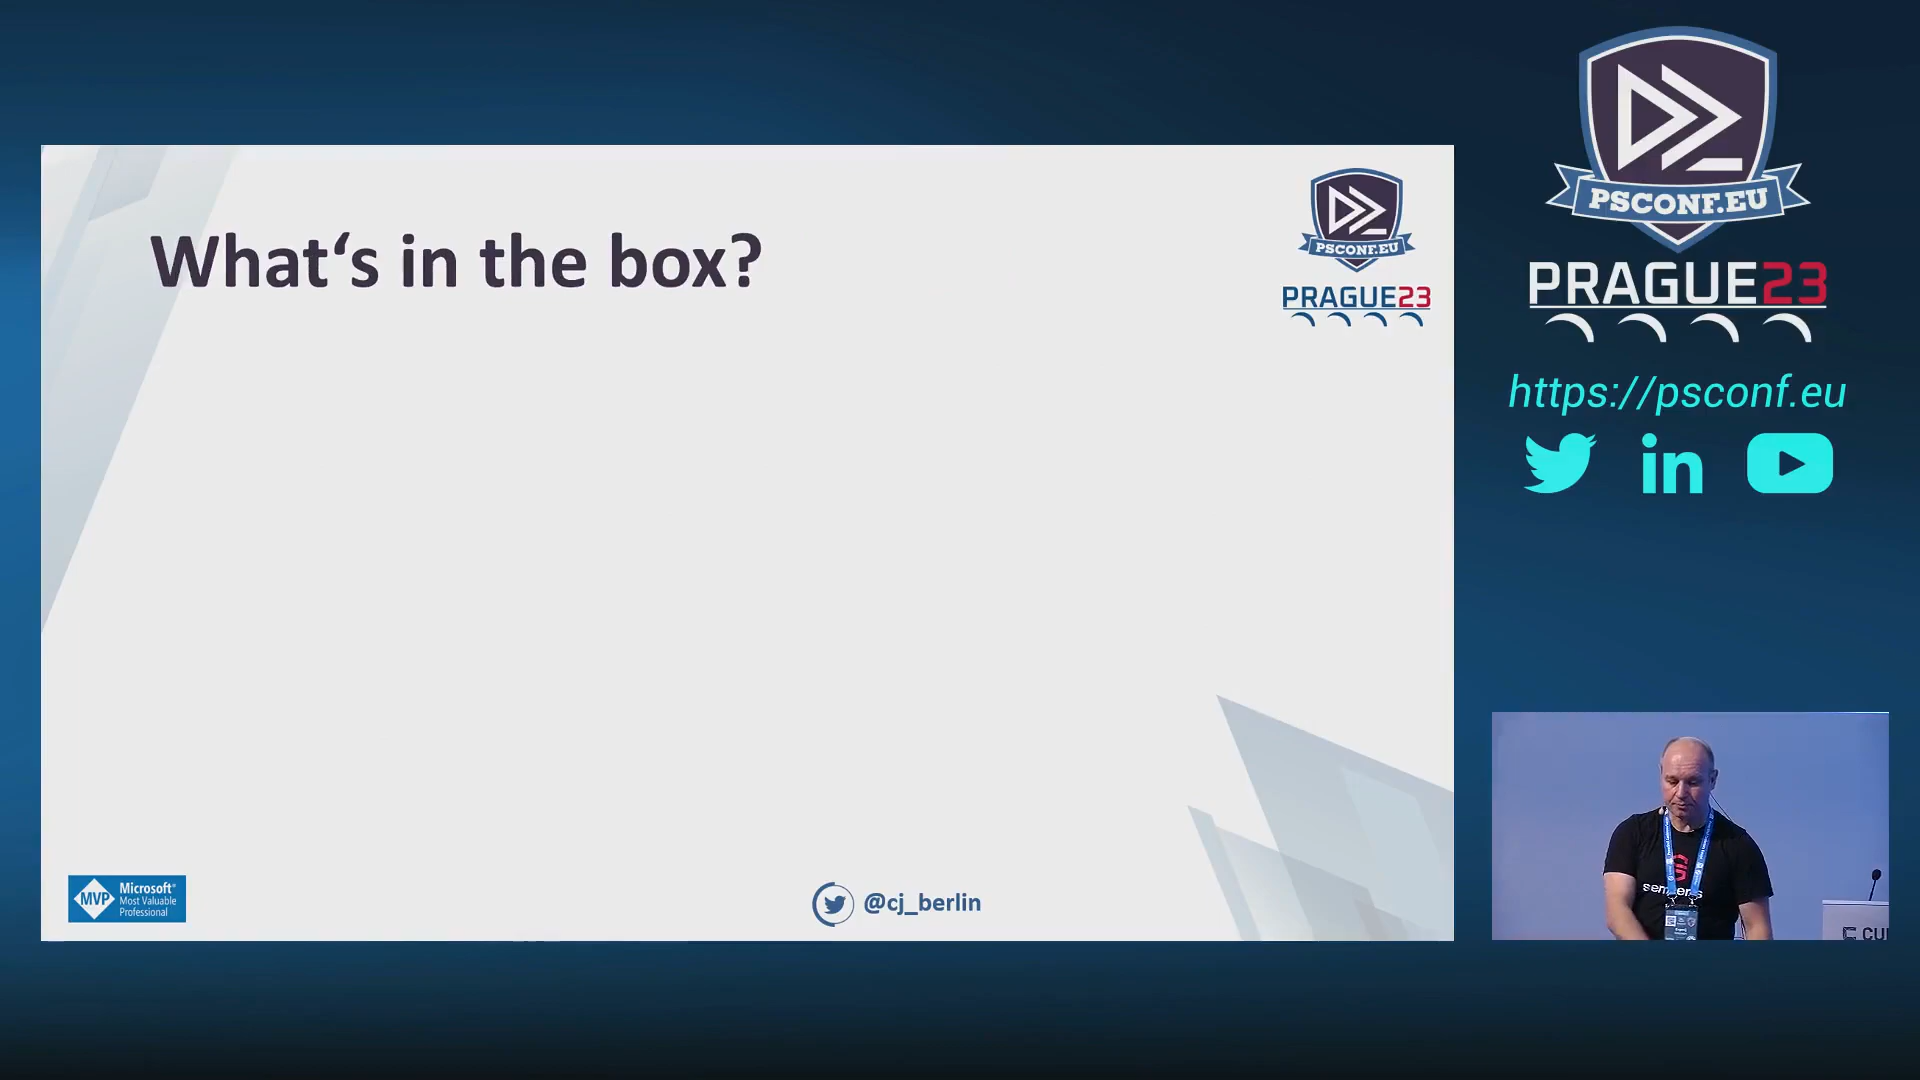 What‘s in the box?
PSCONF.EU
PRAGUE23
Microsoft®
MVP
Most Valuable
Professional
@cj_berlin
PSCONF.EU
PRAGUE23
https://psconf.eu
in